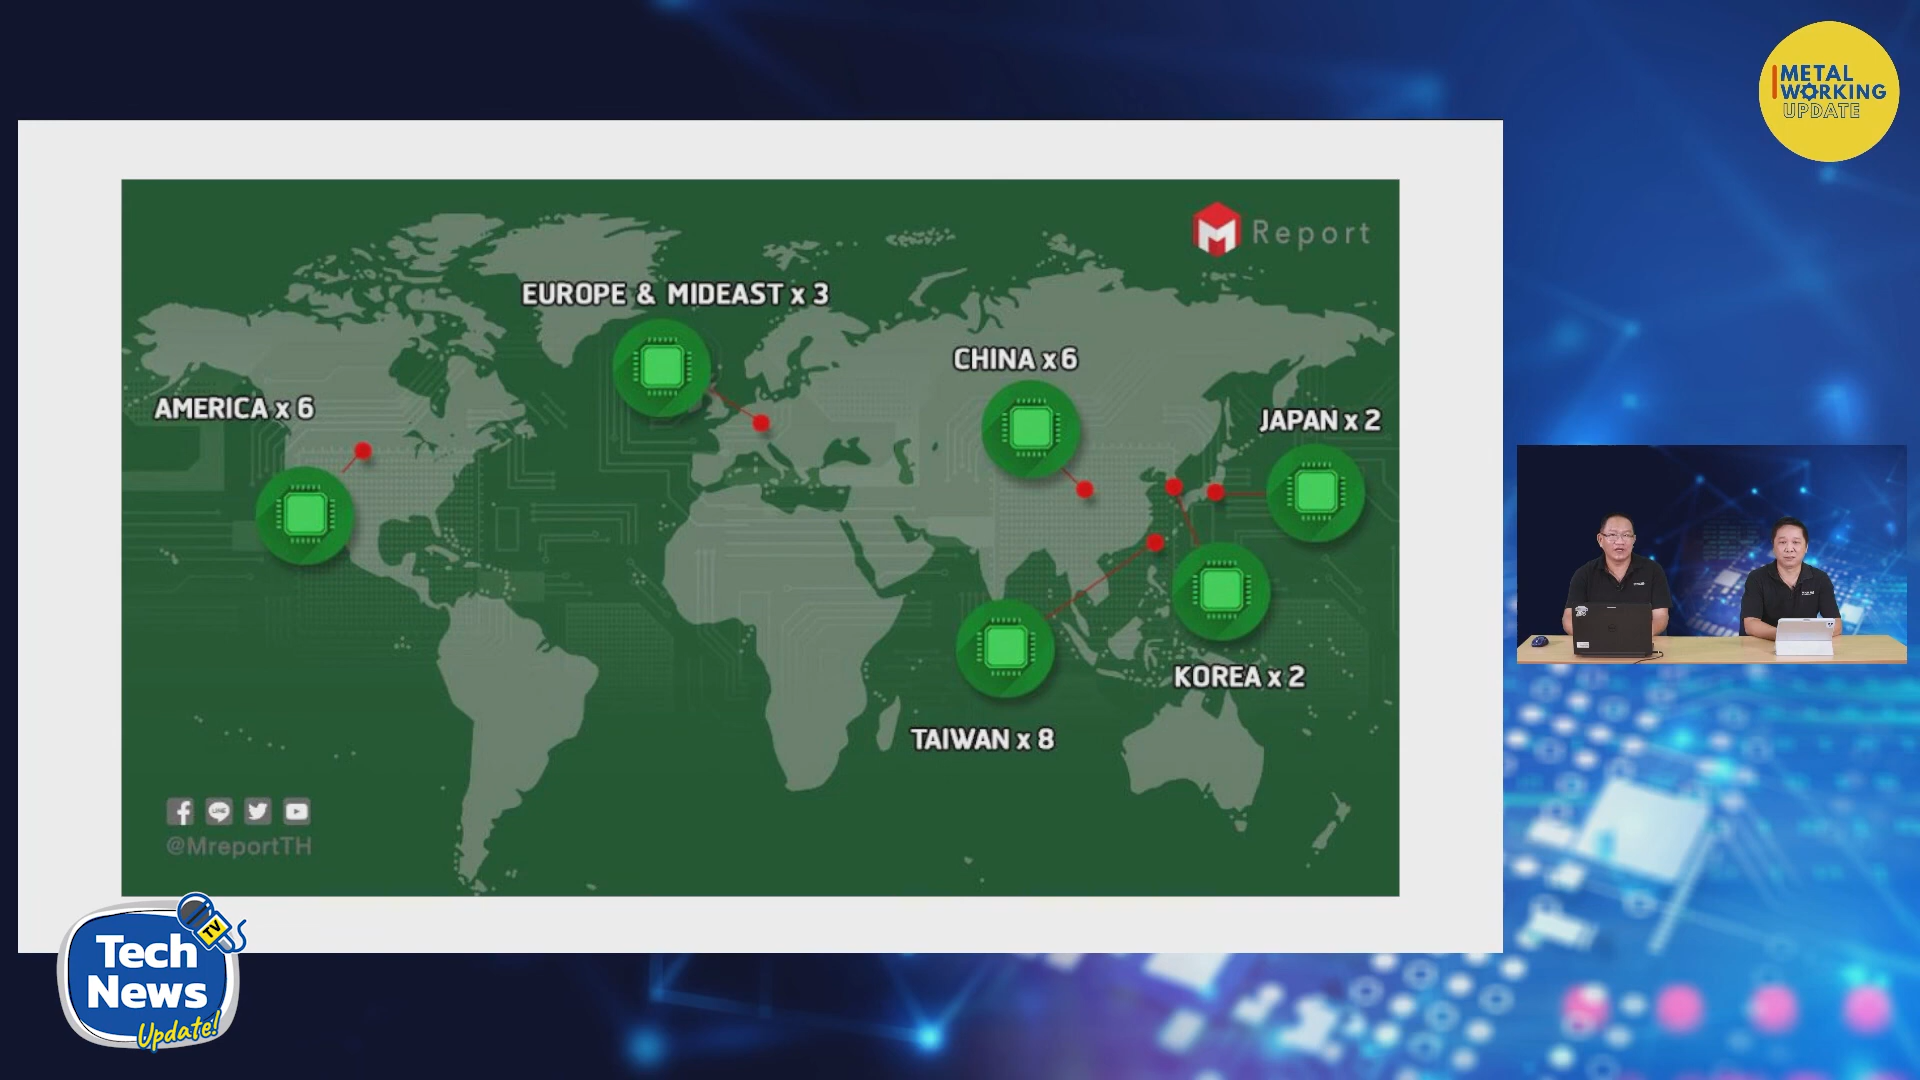 METAL
WORKING
UPDATE
Report
EUROPE & MIDEAST x 3
CHINA x 6
AMERICA x 6
JAPAN x 2
KOREA x 2
TAIWAN x 8
@MreportTH
TV
Tech
News
Update!